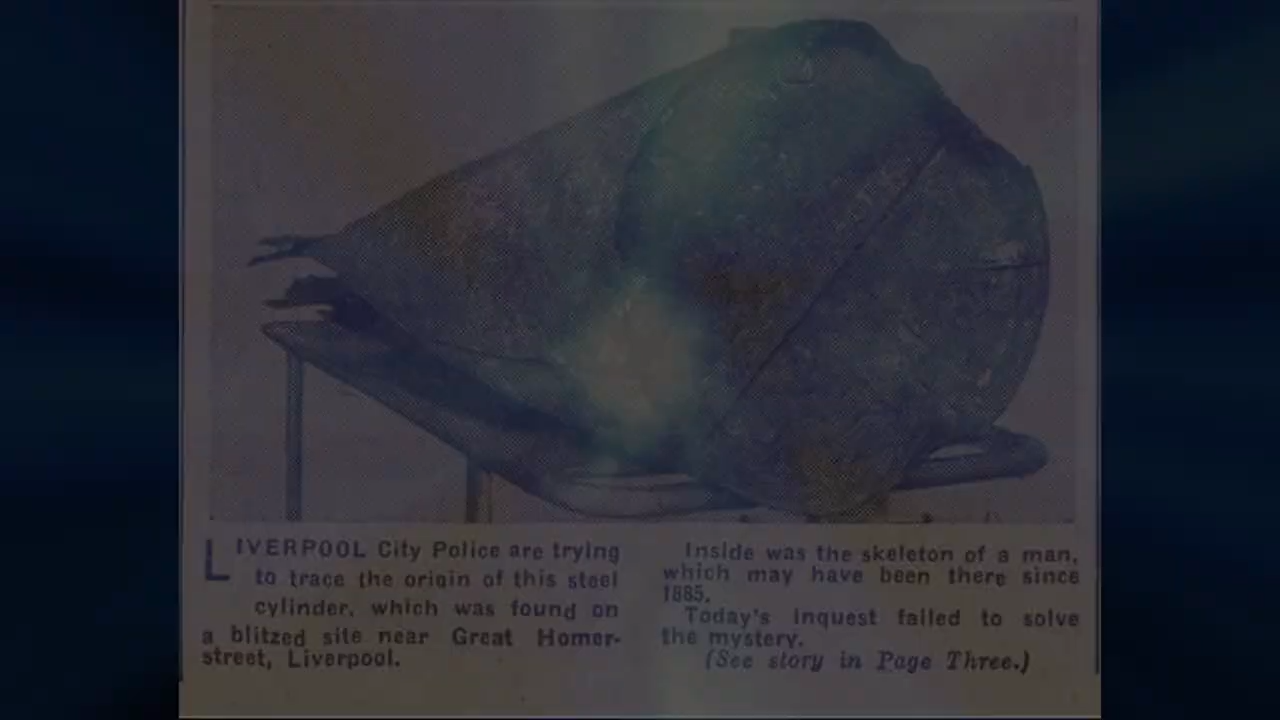 LIVERPOOL City Police are trying
to trace the origin of this steel
cylinder, which was found on
a blitzed site near Great Homer-
street, Liverpool.
Inside was the skeleton of a man,
which may have been there since
1885.
Today's inquest failed to solve
the mystery.
(See story in Page Three.)